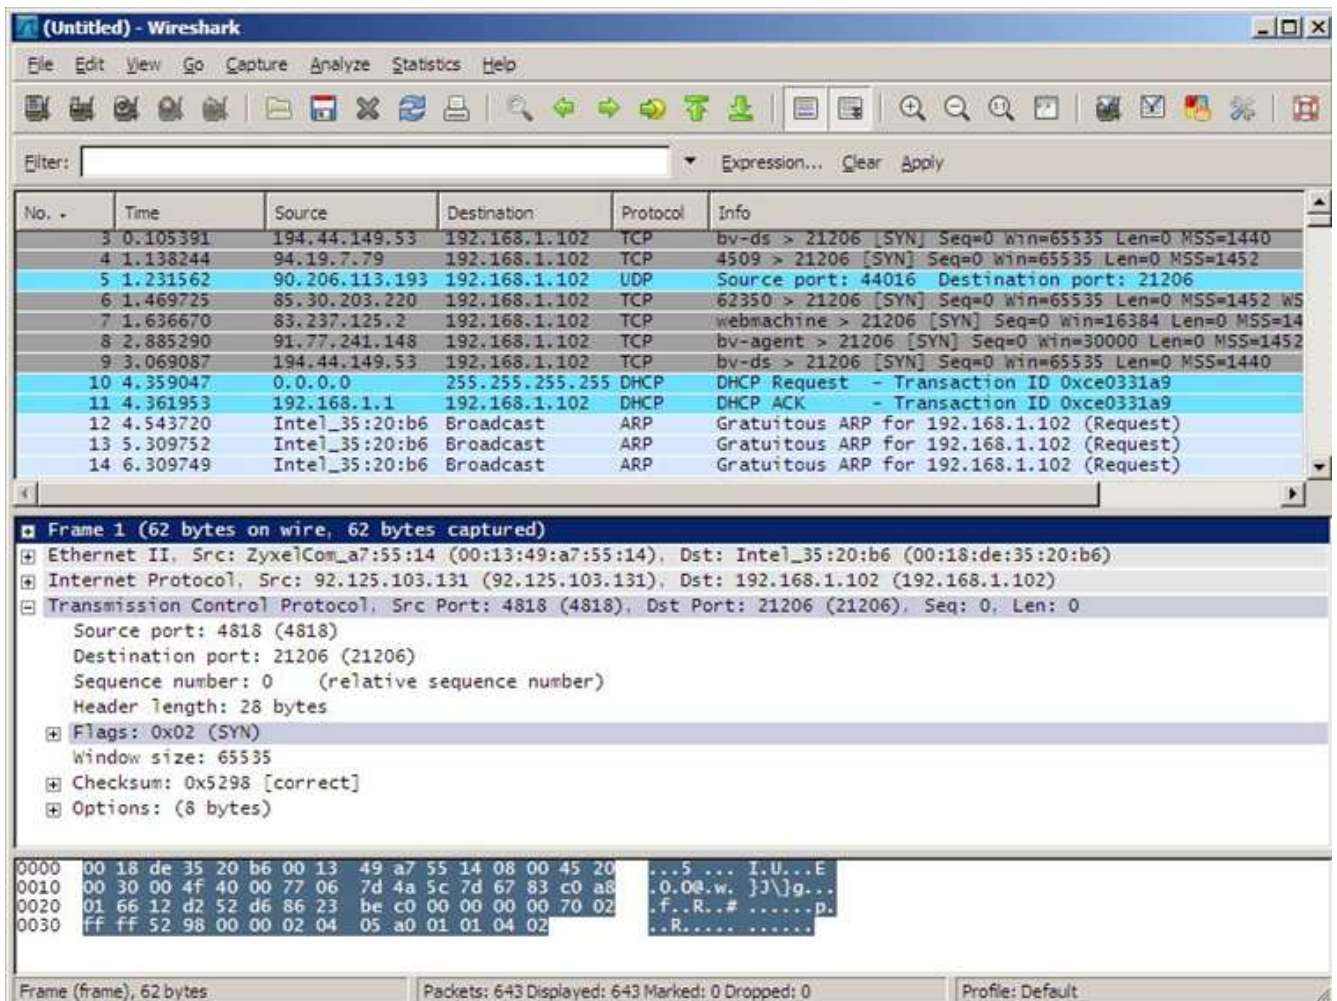 (Untitled) - Wireshark
File Edit View Go Capture Analyze Statistics Help
Filter: Expression... Clear Apply
No. Time Source Destination Protocol Info
3 0.105391 194.44.149.53 192.168.1.102 TCP bv-ds > 21206 [SYN] Seq=0 Win=65535 Len=0 MSS=1440
4 1.138244 94.19.7.79 192.168.1.102 TCP 4509 > 21206 [SYN] Seq=0 Win=65535 Len=0 MSS=1452
5 1.231562 90.206.113.193 192.168.1.102 UDP Source port: 44016 Destination port: 21206
6 1.469725 85.30.203.220 192.168.1.102 TCP 62350 > 21206 [SYN] Seq=0 Win=65535 Len=0 MSS=1452 WS
7 1.636670 83.237.125.2 192.168.1.102 TCP webmachine > 21206 [SYN] Seq=0 Win=16384 Len=0 MSS=14
8 2.885290 91.77.241.148 192.168.1.102 TCP bv-agent > 21206 [SYN] Seq=0 Win=30000 Len=0 MSS=1452
9 3.069087 194.44.149.53 192.168.1.102 TCP bv-ds > 21206 [SYN] Seq=0 Win=65535 Len=0 MSS=1440
10 4.359047 0.0.0.0 255.255.255.255 DHCP DHCP Request - Transaction ID 0xce0331a9
11 4.361953 192.168.1.1 192.168.1.102 DHCP DHCP ACK - Transaction ID 0xce0331a9
12 4.543720 Intel_35:20:b6 Broadcast ARP Gratuitous ARP for 192.168.1.102 (Request)
13 5.309752 Intel_35:20:b6 Broadcast ARP Gratuitous ARP for 192.168.1.102 (Request)
14 6.309749 Intel_35:20:b6 Broadcast ARP Gratuitous ARP for 192.168.1.102 (Request)
Frame 1 (62 bytes on wire, 62 bytes captured)
Ethernet II, Src: ZyxelCom_a7:55:14 (00:13:49:a7:55:14), Dst: Intel_35:20:b6 (00:18:de:35:20:b6)
Internet Protocol, Src: 92.125.103.131 (92.125.103.131), Dst: 192.168.1.102 (192.168.1.102)
Transmission Control Protocol, Src Port: 4818 (4818), Dst Port: 21206 (21206), Seq: 0, Len: 0
Source port: 4818 (4818)
Destination port: 21206 (21206)
Sequence number: 0 (relative sequence number)
Header length: 28 bytes
Flags: 0x02 (SYN)
Window size: 65535
Checksum: 0x5298 [correct]
Options: (8 bytes)
0000 00 18 de 35 20 b6 00 13 49 a7 55 14 08 00 45 20 ...5 ... I.U...E
0010 00 30 00 4f 40 00 77 06 7d 4a 5c 7d 67 83 c0 a8 .0.O@.w. }J\}g...
0020 01 66 12 d2 52 d6 86 23 be c0 00 00 00 00 70 02 .f..R..# ......p.
0030 ff ff 52 98 00 00 02 04 05 a0 01 01 04 02 ..R..... ......
Frame (frame), 62 bytes Packets: 643 Displayed: 643 Marked: 0 Dropped: 0 Profile: Default